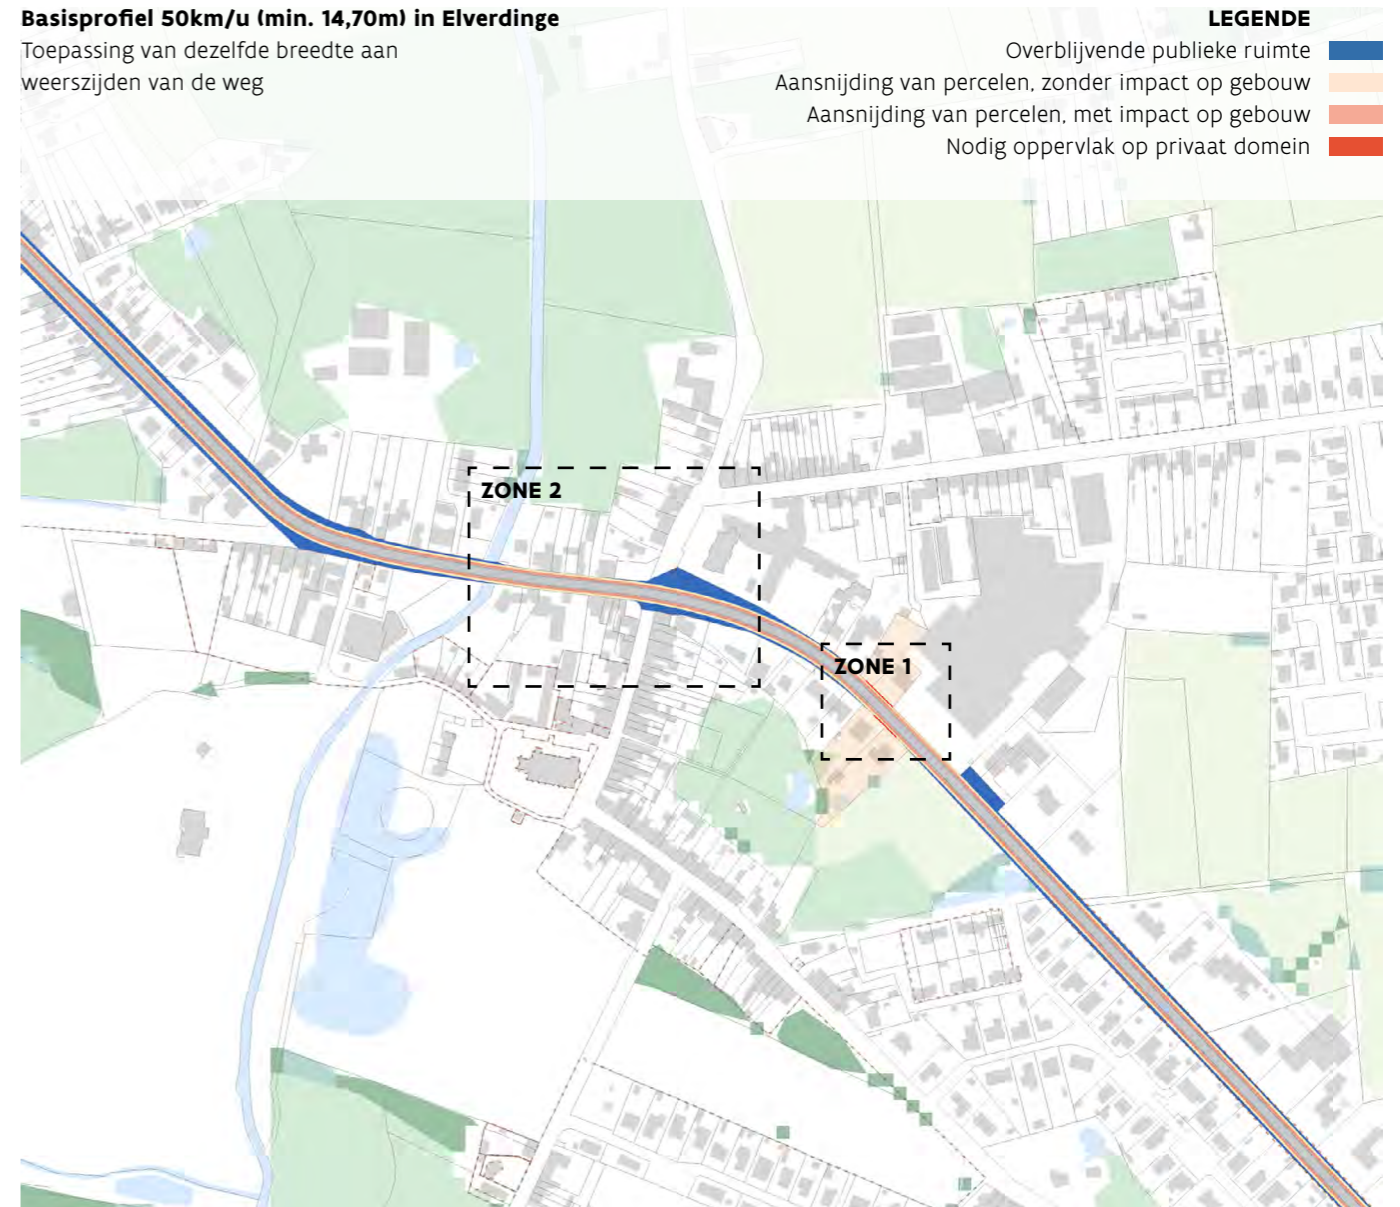 Basisprofiel 50km/u (min. 14,70m) in Elverdinge
Toepassing van dezelfde breedte aan
weerszijden van de weg
LEGENDE
Overblijvende publieke ruimte
Aansnijding van percelen, zonder impact op gebouw
Aansnijding van percelen, met impact op gebouw
Nodig oppervlak op privaat domein
ZONE 2
ZONE 1